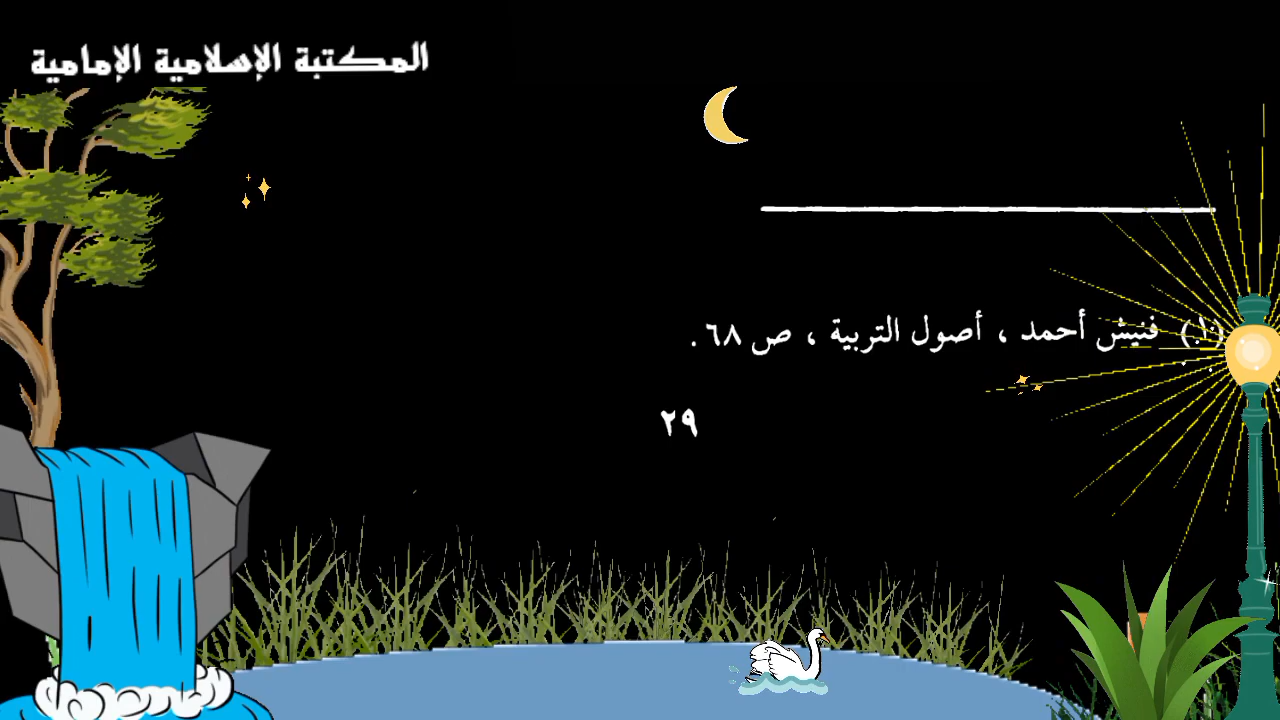 المكتبة الإسلامية الإمامية
(١) فنيش أحمد ، أصول التربية ، ص ٦٨ .
٢٩